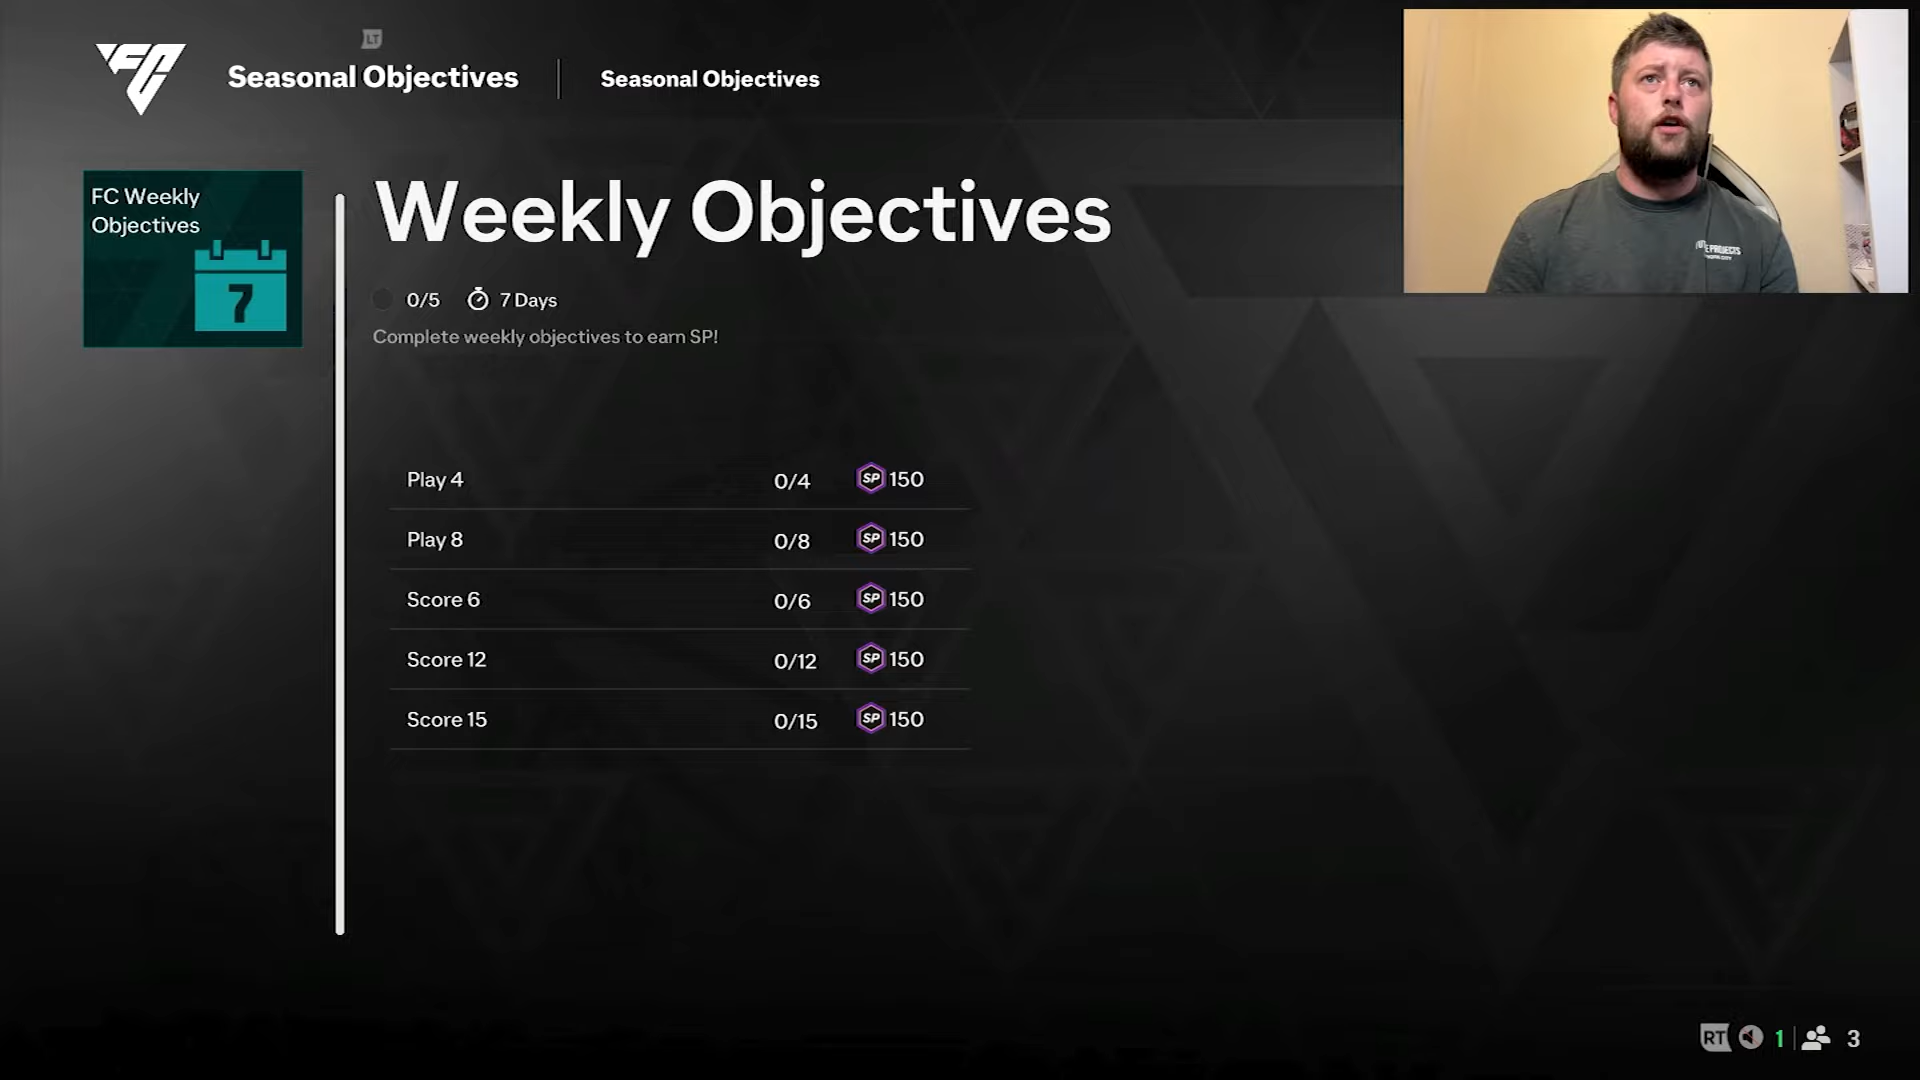 LT
FC
Seasonal Objectives
Seasonal Objectives
FC Weekly
Objectives
7
Weekly Objectives
0/5 7 Days
Complete weekly objectives to earn SP!
Play 4 0/4 SP 150
Play 8 0/8 SP 150
Score 6 0/6 SP 150
Score 12 0/12 SP 150
Score 15 0/15 SP 150
RT 1 3